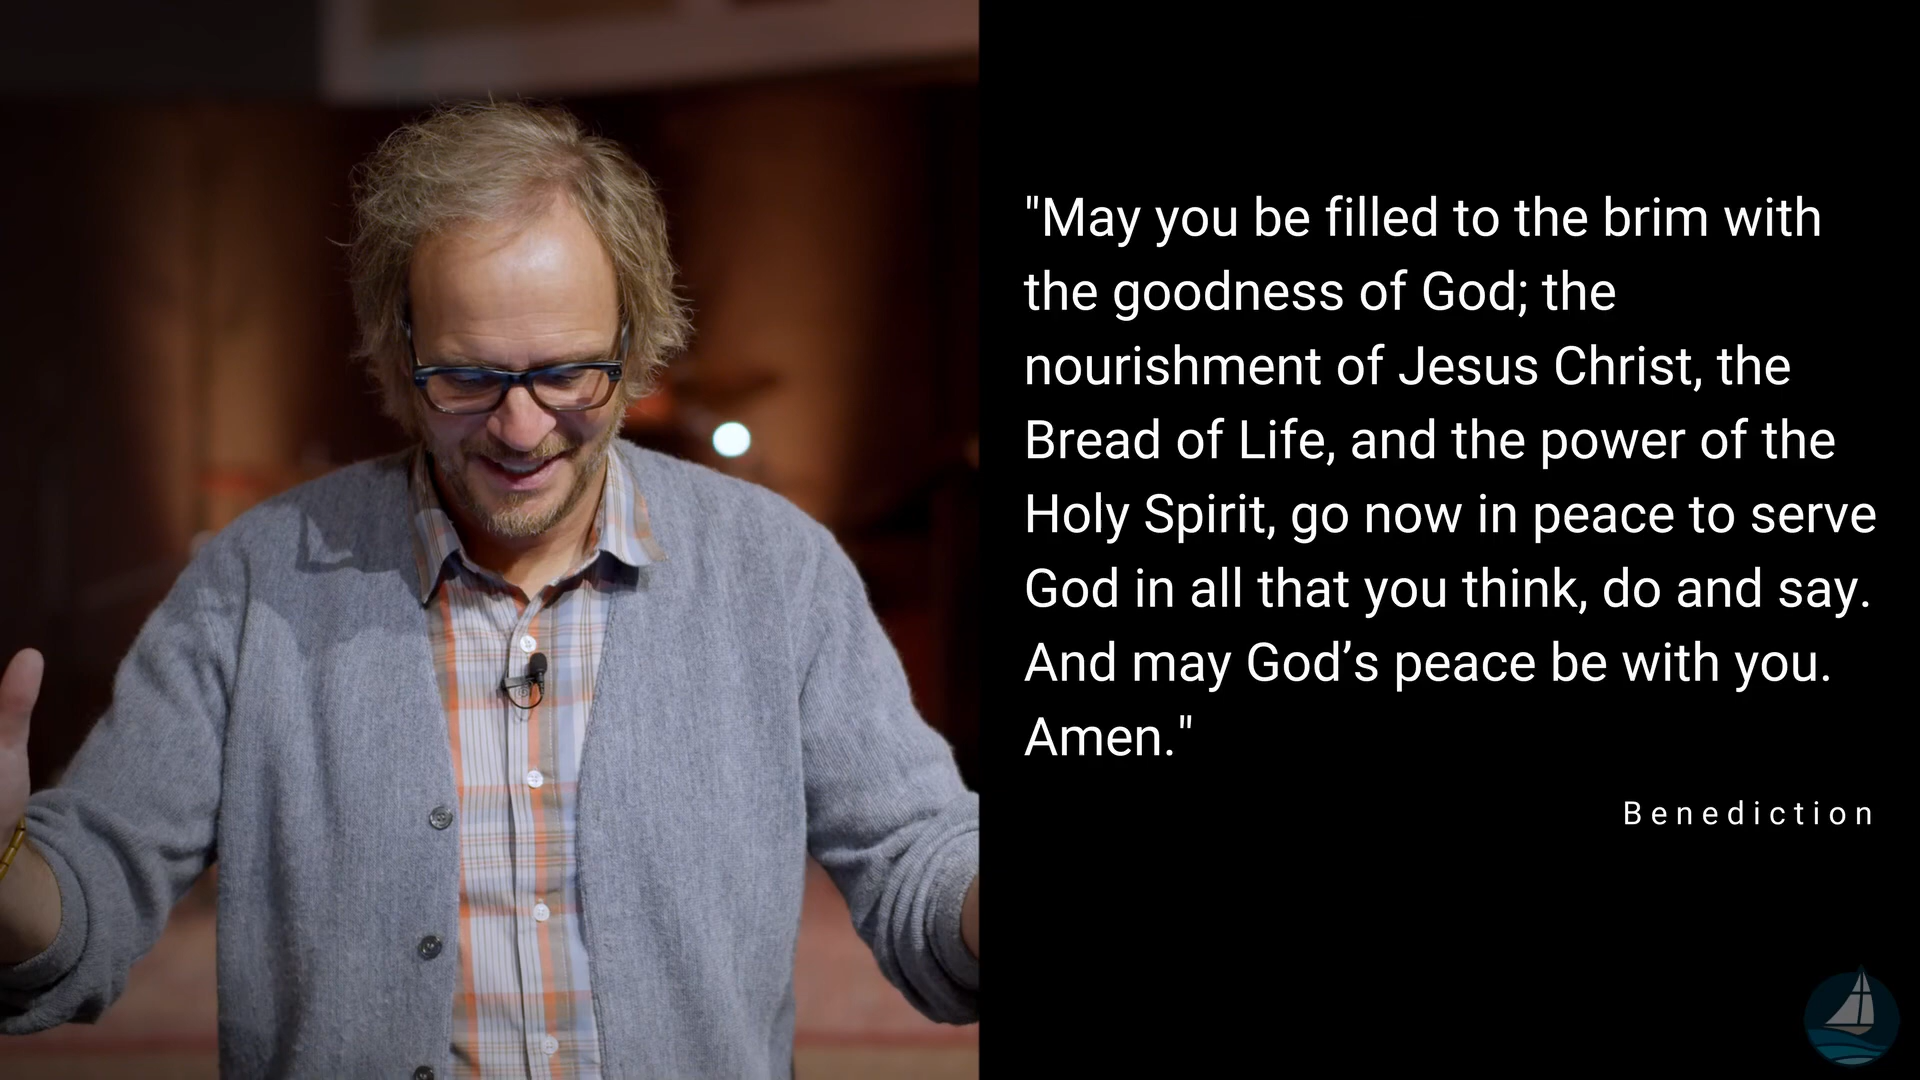 "May you be filled to the brim with
the goodness of God; the
nourishment of Jesus Christ, the
Bread of Life, and the power of the
Holy Spirit, go now in peace to serve
God in all that you think, do and say.
And may God’s peace be with you.
Amen."
Benediction